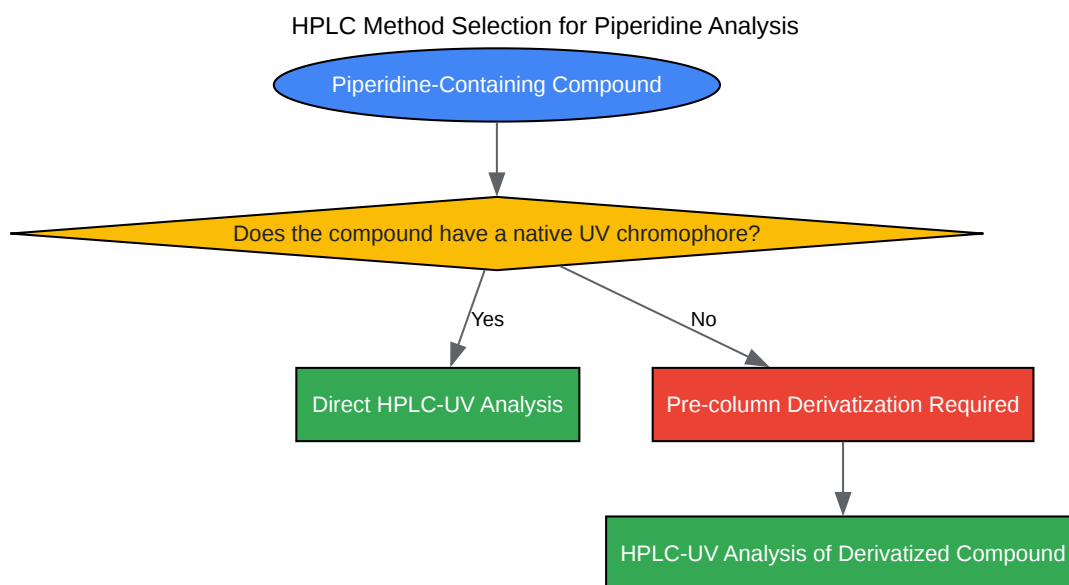 HPLC Method Selection for Piperidine Analysis
Piperidine-Containing Compound
Does the compound have a native UV chromophore?
Yes
No
Direct HPLC-UV Analysis
Pre-column Derivatization Required
HPLC-UV Analysis of Derivatized Compound